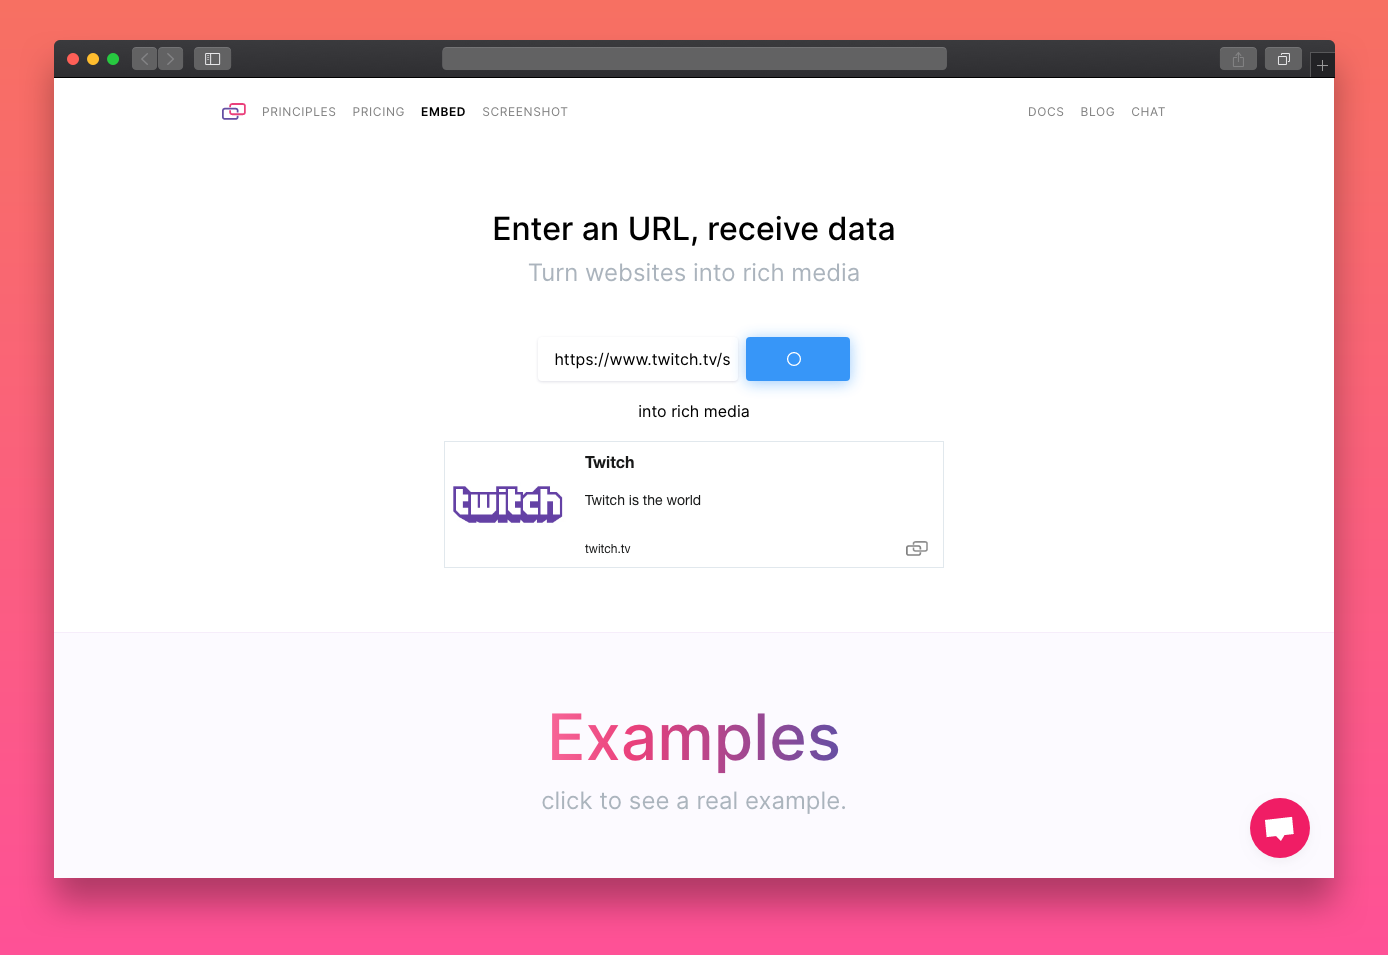 PRINCIPLES PRICING EMBED SCREENSHOT DOCS BLOG CHAT
Enter an URL, receive data
Turn websites into rich media
https://www.twitch.tv/s
into rich media
twitch
Twitch
Twitch is the world
twitch.tv
Examples
click to see a real example.